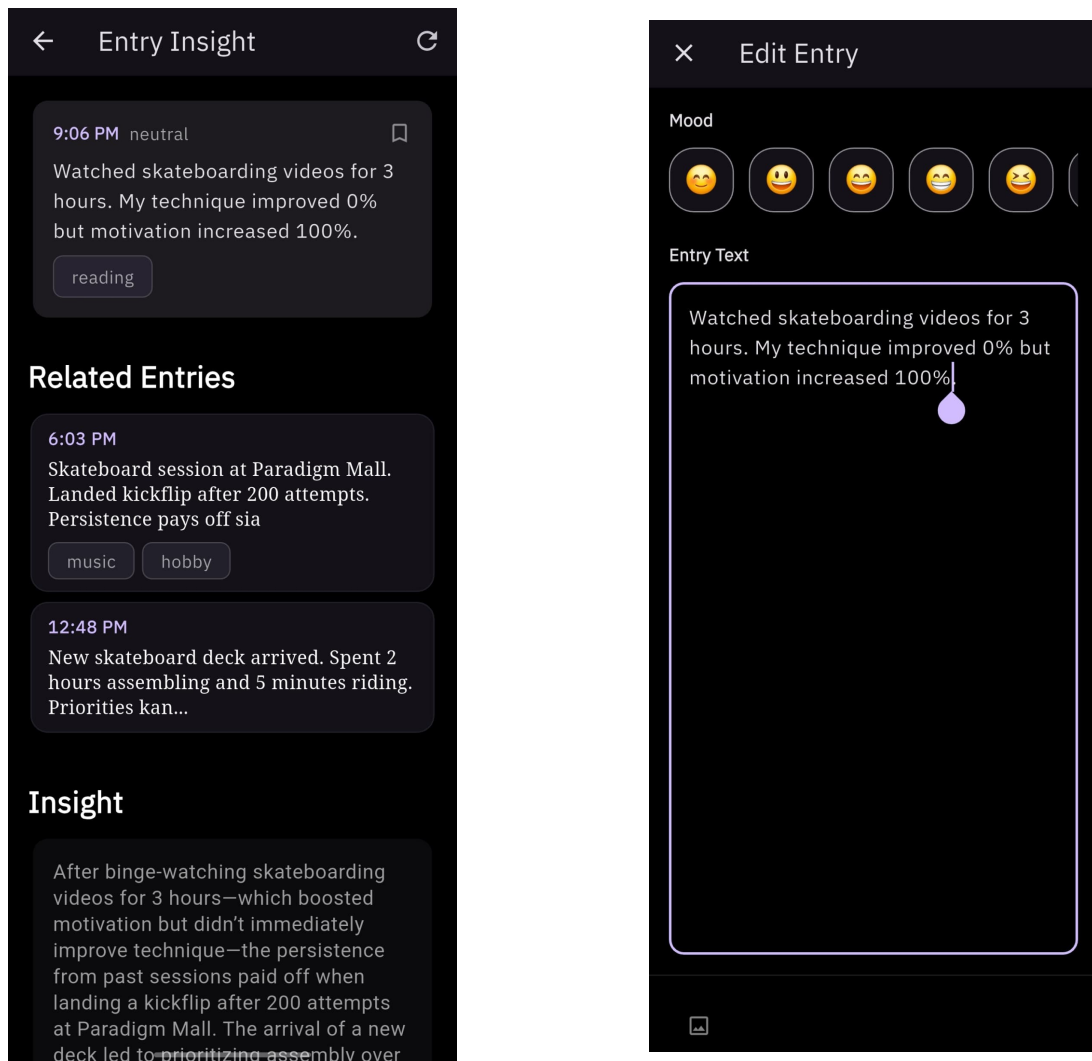 Entry Insight
9:06 PM neutral
Watched skateboarding videos for 3
hours. My technique improved 0%
but motivation increased 100%.
reading
Related Entries
6:03 PM
Skateboard session at Paradigm Mall.
Landed kickflip after 200 attempts.
Persistence pays off sia
music hobby
12:48 PM
New skateboard deck arrived. Spent 2
hours assembling and 5 minutes riding.
Priorities kan...
Insight
After binge-watching skateboarding
videos for 3 hours—which boosted
motivation but didn’t immediately
improve technique—the persistence
from past sessions paid off when
landing a kickflip after 200 attempts
at Paradigm Mall. The arrival of a new
deck led to prioritizing assembly over
Edit Entry
Mood
Entry Text
Watched skateboarding videos for 3
hours. My technique improved 0% but
motivation increased 100%.